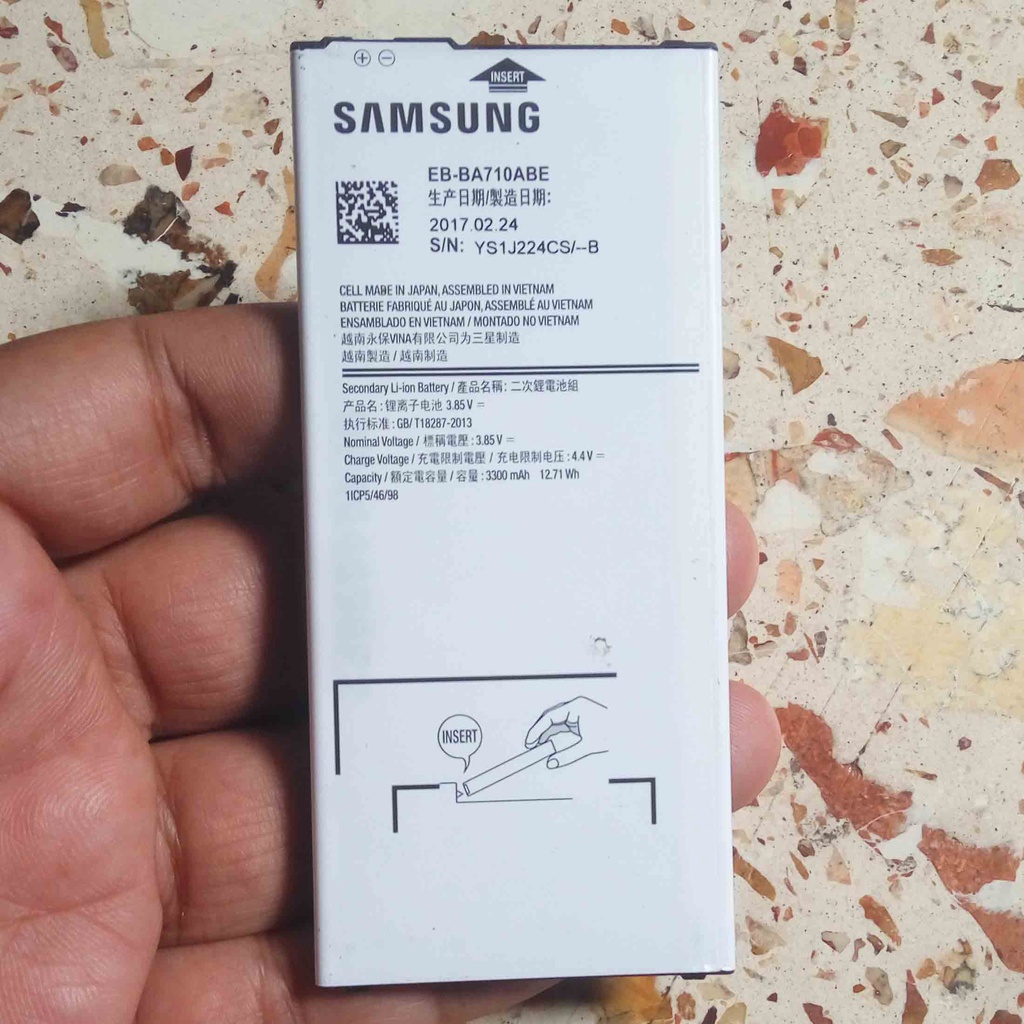 + −
INSERT
SAMSUNG
EB-BA710ABE
生产日期/製造日期:
2017.02.24
S/N: YS1J224CS/--B
CELL MADE IN JAPAN, ASSEMBLED IN VIETNAM
BATTERIE FABRIQUÉ AU JAPON, ASSEMBLÉ AU VIETNAM
ENSAMBLADO EN VIETNAM / MONTADO NO VIETNAM
越南永保VINA有限公司为三星制造
越南製造 / 越南制造
Secondary Li-ion Battery / 產品名稱: 二次鋰電池組
产品名: 锂离子电池 3.85 V ⎓
执行标准: GB/T18287-2013
Nominal Voltage / 標稱電壓: 3.85 V ⎓
Charge Voltage / 充電限制電壓 / 充电限制电压: 4.4 V ⎓
Capacity / 額定電容量 / 容量: 3300 mAh 12.71 Wh
1ICP5/46/98
INSERT